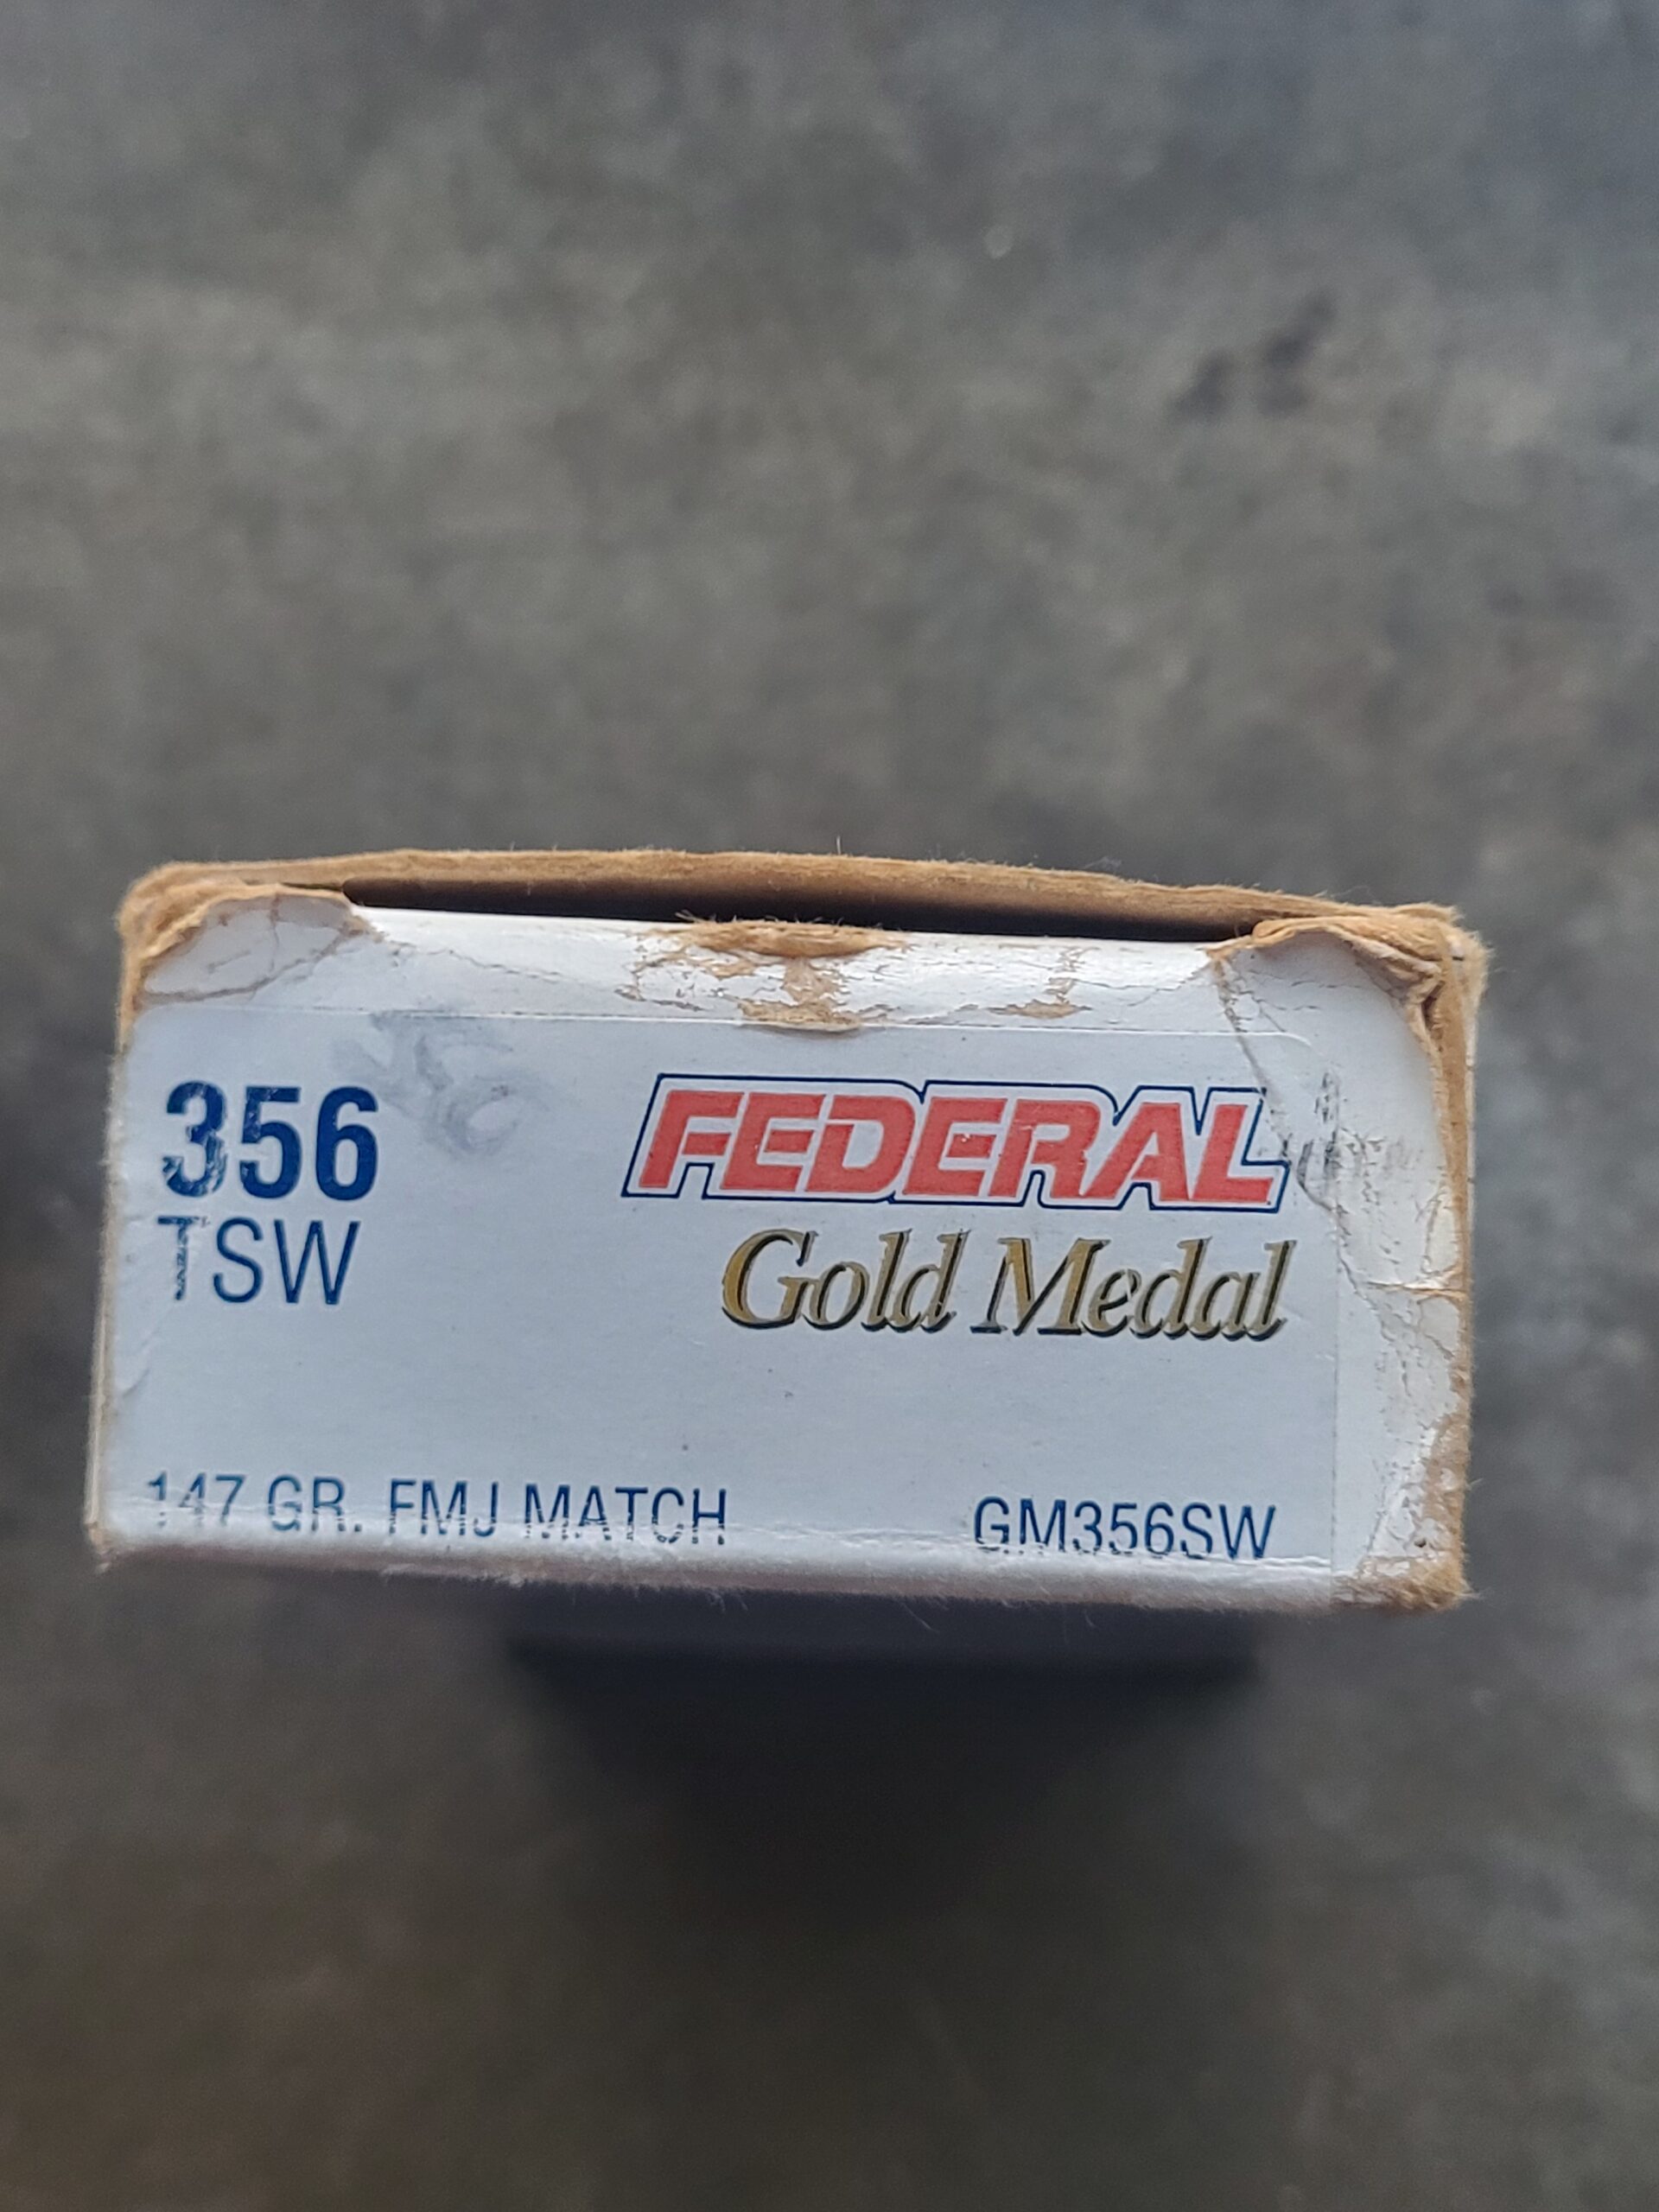 356
TSW
FEDERAL
Gold Medal
147 GR. FMJ MATCH
GM356SW